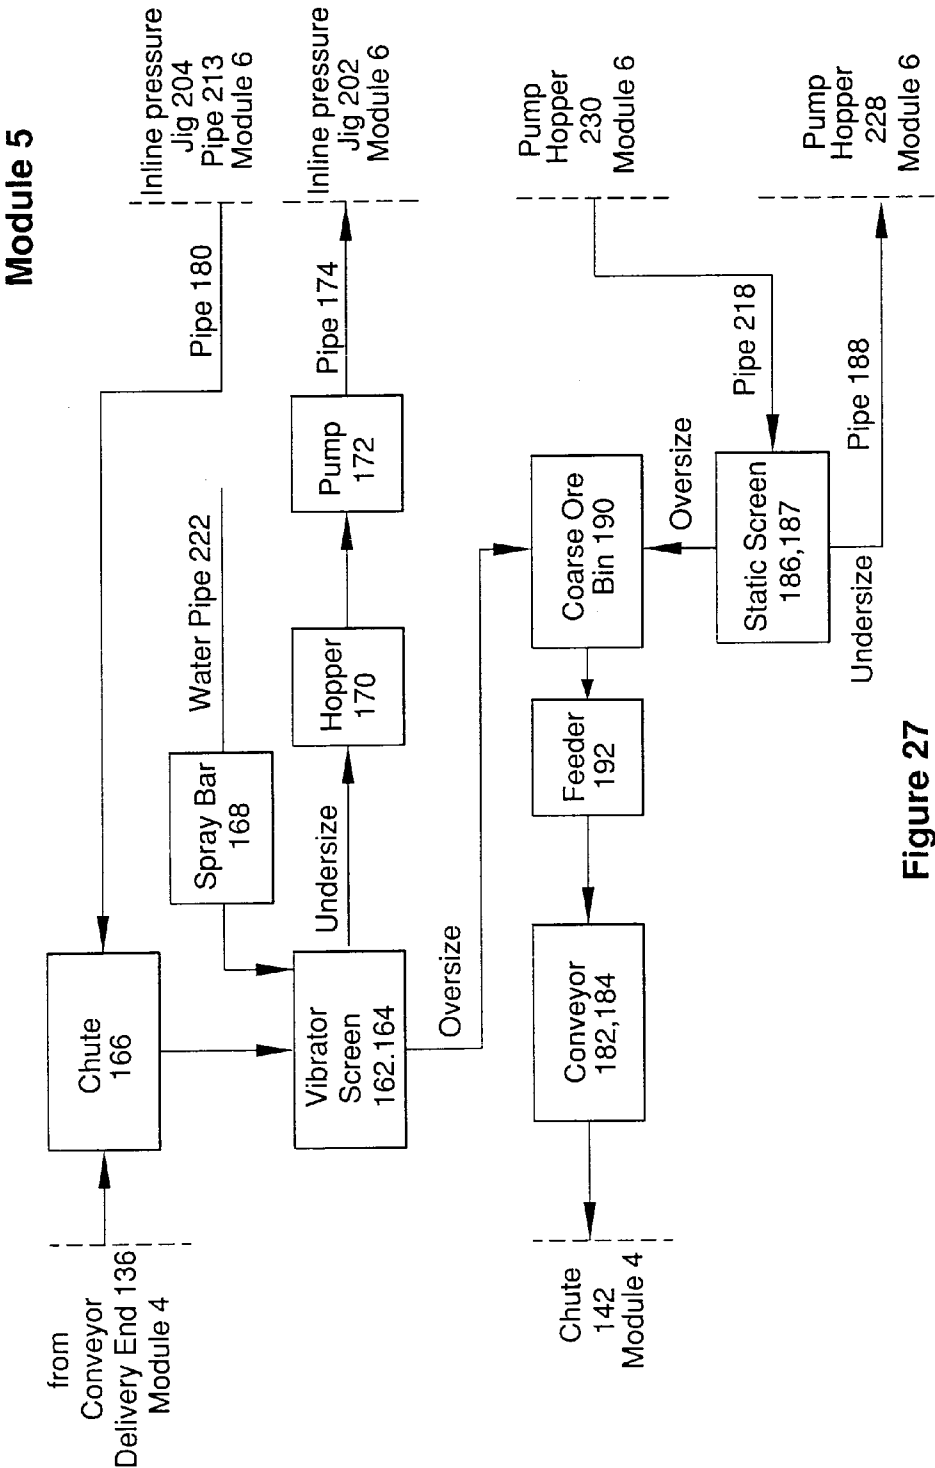 Module 5
from
Conveyor
Delivery End 136
Module 4
Chute
166
Pipe 180
Inline pressure
Jig 204
Pipe 213
Module 6
Spray Bar
168
Water Pipe 222
Vibrator
Screen
162.164
Undersize
Hopper
170
Pump
172
Pipe 174
Inline pressure
Jig 202
Module 6
Oversize
Chute
142
Module 4
Conveyor
182,184
Feeder
192
Coarse Ore
Bin 190
Oversize
Static Screen
186,187
Pipe 218
Pump
Hopper
230
Module 6
Undersize
Pipe 188
Pump
Hopper
228
Module 6
Figure 27